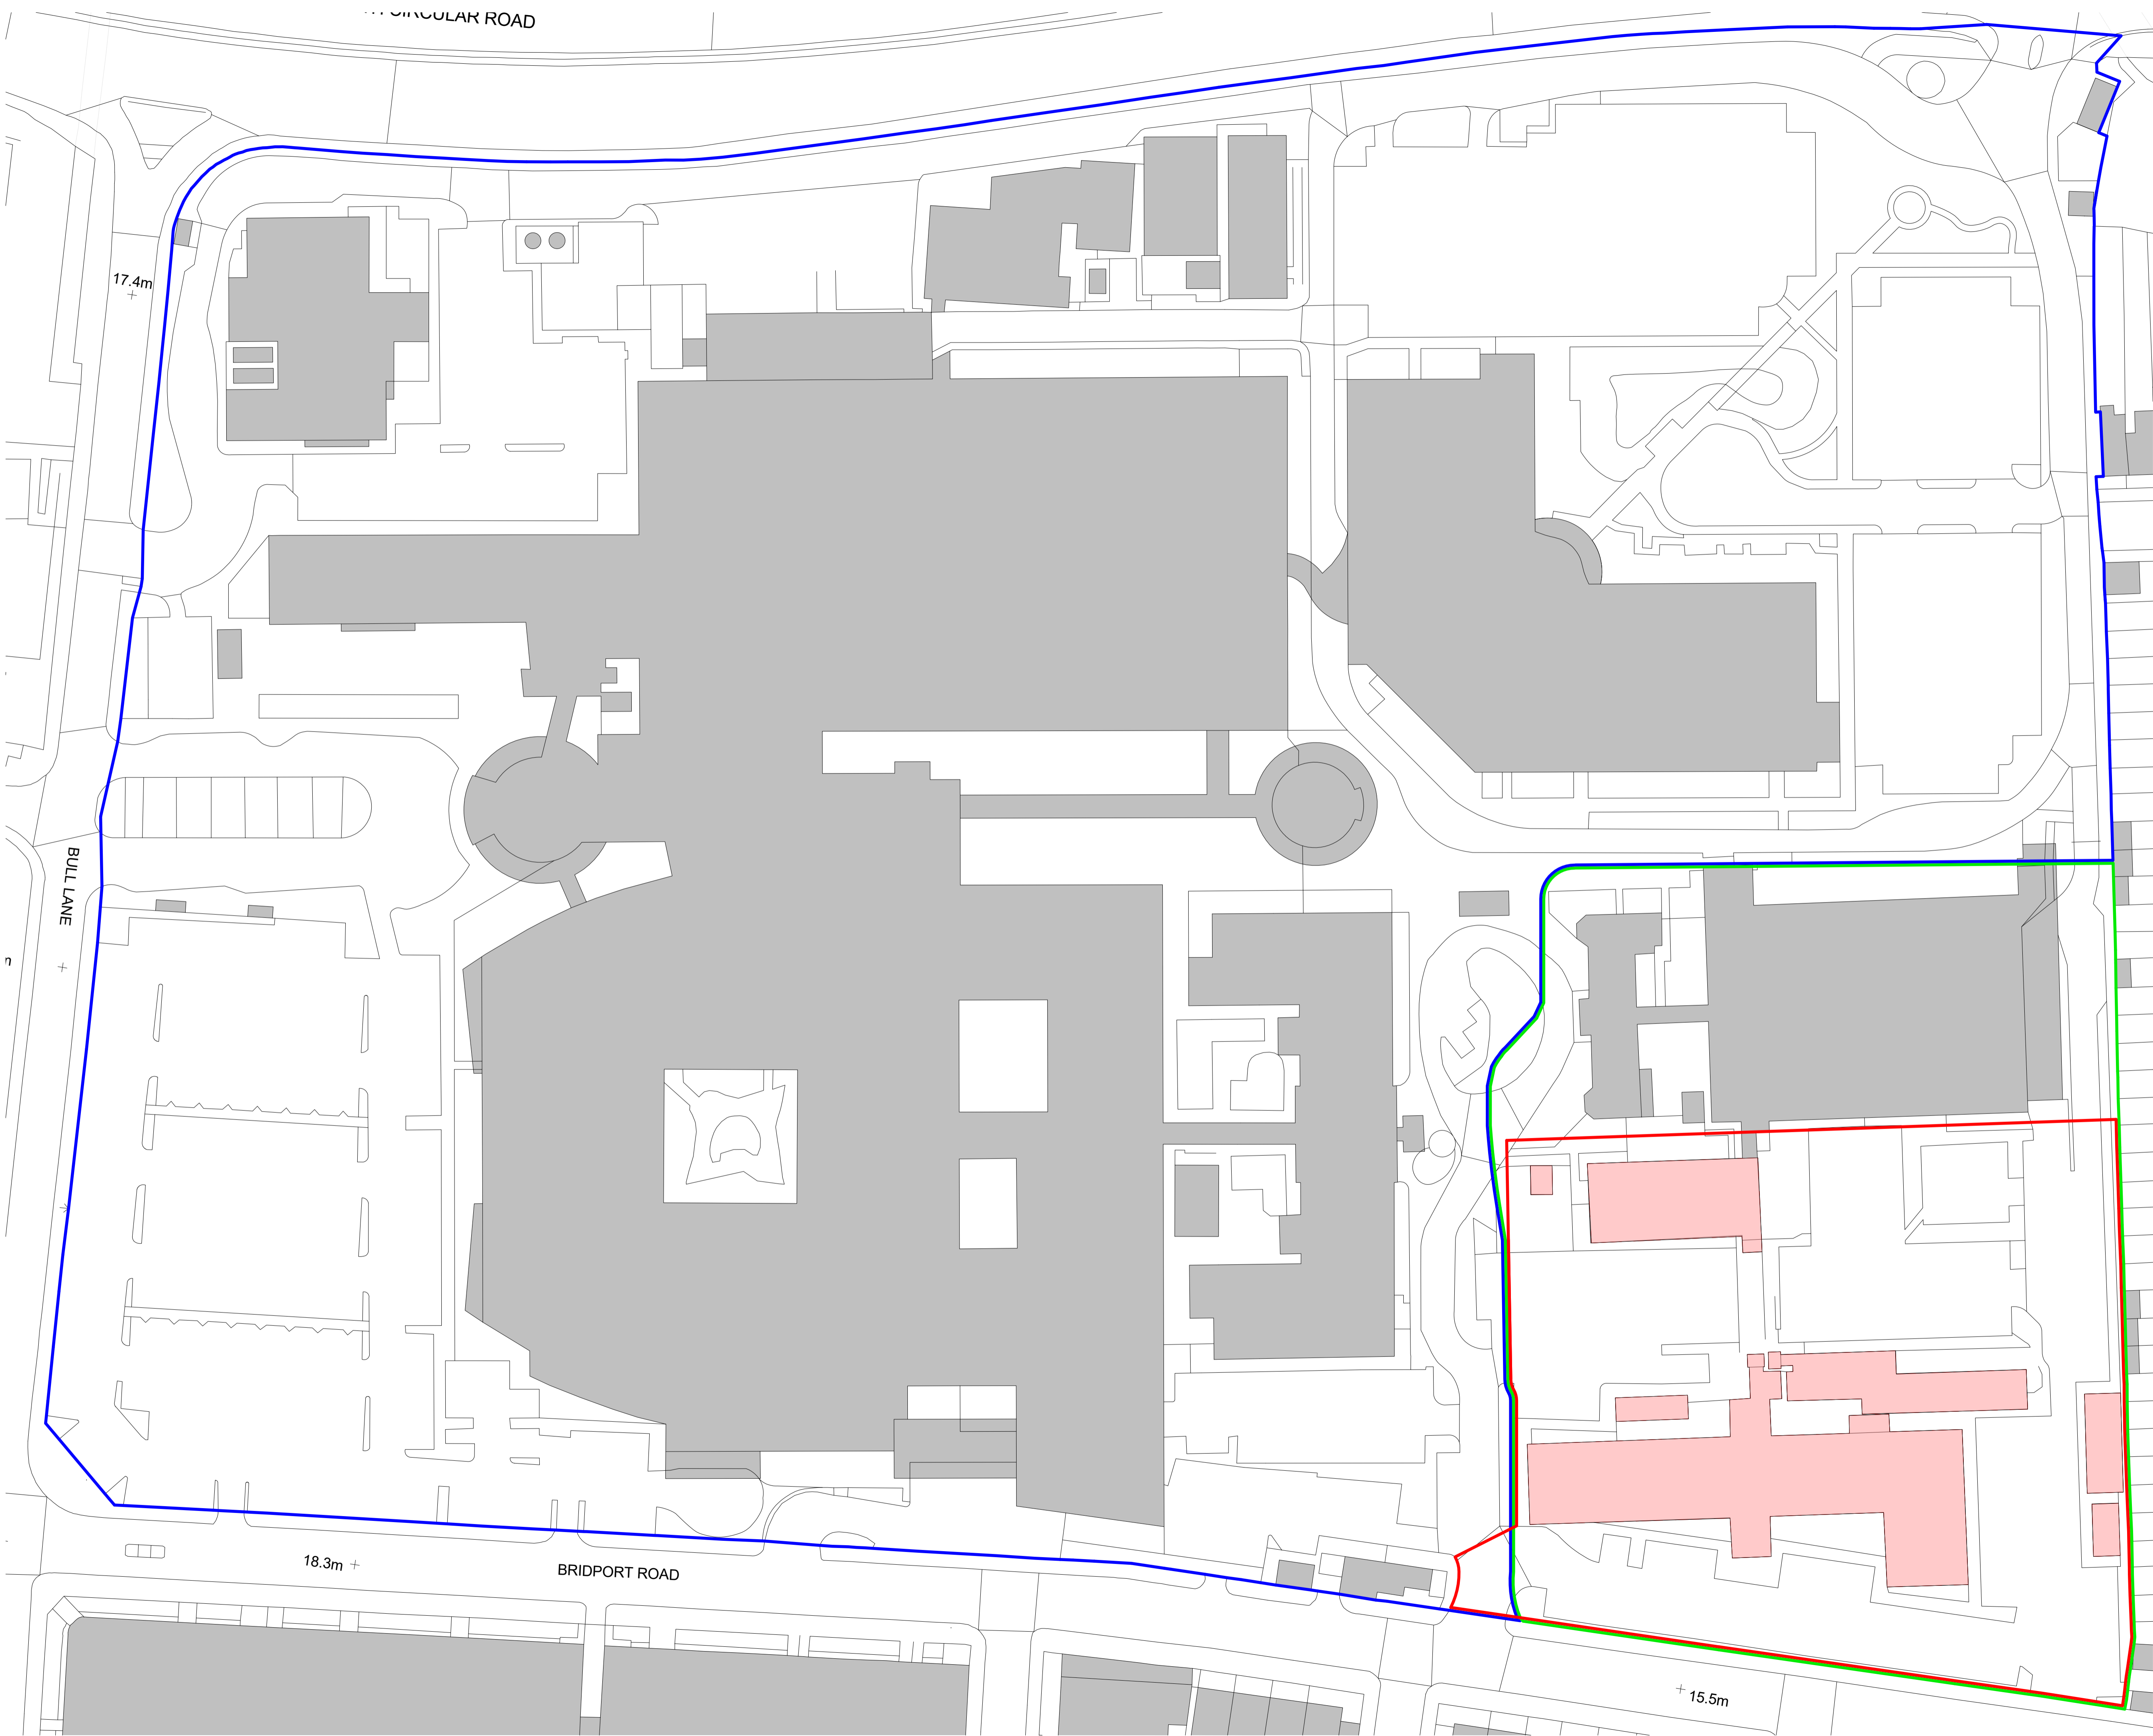 CIRCULAR ROAD
17.4m
BULL LANE
18.3m
BRIDPORT ROAD
15.5m